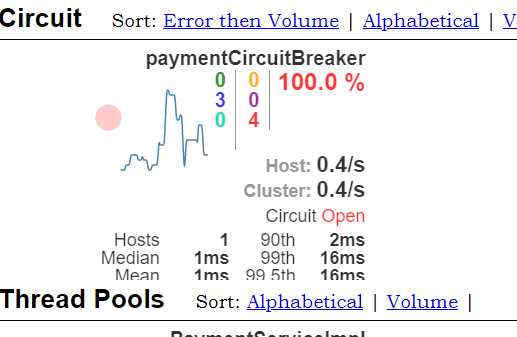 Circuit Sort: Error then Volume | Alphabetical | V
paymentCircuitBreaker
0 0 100.0 %
3 0
0 4
Host: 0.4/s
Cluster: 0.4/s
Circuit Open
Hosts 1 90th 2ms
Median 1ms 99th 16ms
Mean 1ms 99.5th 16ms
Thread Pools Sort: Alphabetical | Volume |
PaymentServiceImpl